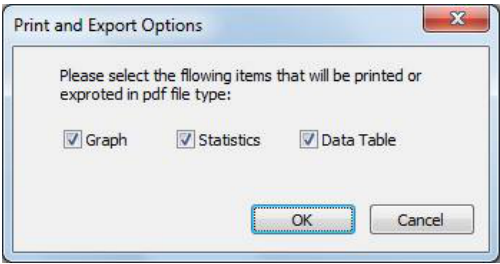 Print and Export Options
Please select the fllowing items that will be printed or
exproted in pdf file type:
Graph Statistics Data Table
OK Cancel